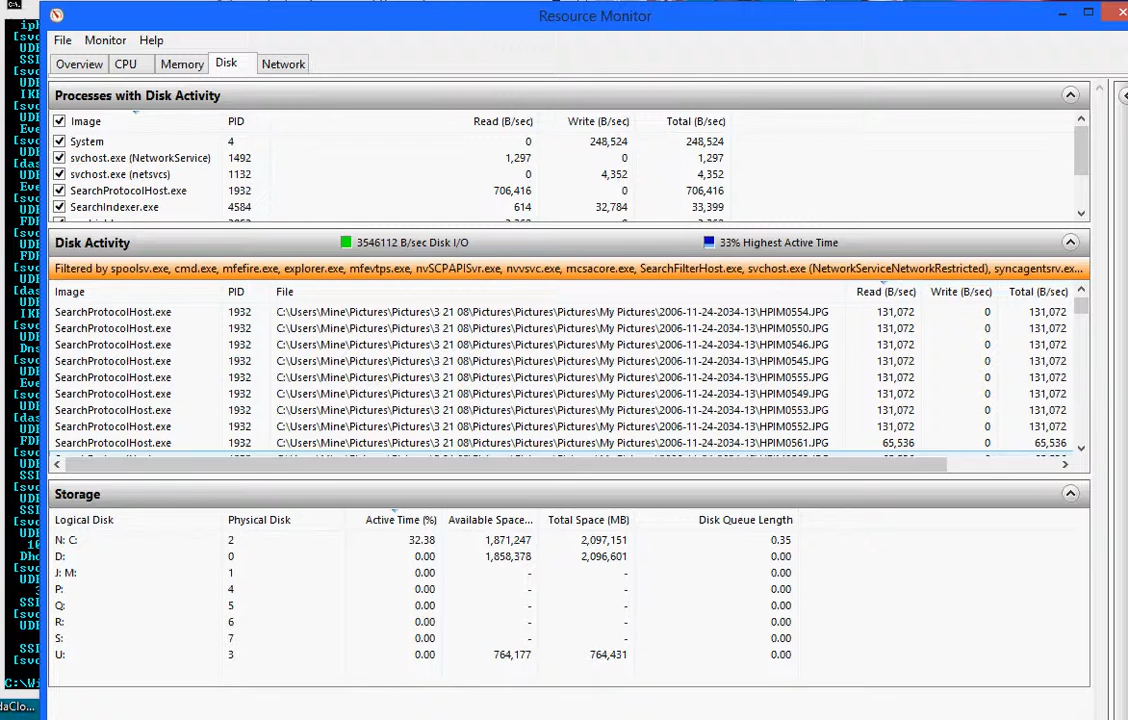 Resource Monitor
File Monitor Help
Overview CPU Memory Disk Network
Processes with Disk Activity
Image PID Read (B/sec) Write (B/sec) Total (B/sec)
System 4 0 248,524 248,524
svchost.exe (NetworkService) 1492 1,297 0 1,297
svchost.exe (netsvcs) 1132 0 4,352 4,352
SearchProtocolHost.exe 1932 706,416 0 706,416
SearchIndexer.exe 4584 614 32,784 33,399
Disk Activity 3546112 B/sec Disk I/O 33% Highest Active Time
Filtered by spoolsv.exe, cmd.exe, mfefire.exe, explorer.exe, mfevtps.exe, nvSCPAPISvr.exe, nvvsvc.exe, mcsacore.exe, SearchFilterHost.exe, svchost.exe (NetworkServiceNetworkRestricted), syncagentsrv.ex...
Image PID File Read (B/sec) Write (B/sec) Total (B/sec)
SearchProtocolHost.exe 1932 C:\Users\Mine\Pictures\Pictures\3 21 08\Pictures\Pictures\Pictures\My Pictures\2006-11-24-2034-13\HPIM0554.JPG 131,072 0 131,072
SearchProtocolHost.exe 1932 C:\Users\Mine\Pictures\Pictures\3 21 08\Pictures\Pictures\Pictures\My Pictures\2006-11-24-2034-13\HPIM0550.JPG 131,072 0 131,072
SearchProtocolHost.exe 1932 C:\Users\Mine\Pictures\Pictures\3 21 08\Pictures\Pictures\Pictures\My Pictures\2006-11-24-2034-13\HPIM0546.JPG 131,072 0 131,072
SearchProtocolHost.exe 1932 C:\Users\Mine\Pictures\Pictures\3 21 08\Pictures\Pictures\Pictures\My Pictures\2006-11-24-2034-13\HPIM0545.JPG 131,072 0 131,072
SearchProtocolHost.exe 1932 C:\Users\Mine\Pictures\Pictures\3 21 08\Pictures\Pictures\Pictures\My Pictures\2006-11-24-2034-13\HPIM0555.JPG 131,072 0 131,072
SearchProtocolHost.exe 1932 C:\Users\Mine\Pictures\Pictures\3 21 08\Pictures\Pictures\Pictures\My Pictures\2006-11-24-2034-13\HPIM0549.JPG 131,072 0 131,072
SearchProtocolHost.exe 1932 C:\Users\Mine\Pictures\Pictures\3 21 08\Pictures\Pictures\Pictures\My Pictures\2006-11-24-2034-13\HPIM0553.JPG 131,072 0 131,072
SearchProtocolHost.exe 1932 C:\Users\Mine\Pictures\Pictures\3 21 08\Pictures\Pictures\Pictures\My Pictures\2006-11-24-2034-13\HPIM0552.JPG 131,072 0 131,072
SearchProtocolHost.exe 1932 C:\Users\Mine\Pictures\Pictures\3 21 08\Pictures\Pictures\Pictures\My Pictures\2006-11-24-2034-13\HPIM0561.JPG 65,536 0 65,536
Storage
Logical Disk Physical Disk Active Time (%) Available Space... Total Space (MB) Disk Queue Length
N: C: 2 32.38 1,871,247 2,097,151 0.35
D: 0 0.00 1,858,378 2,096,601 0.00
J: M: 1 0.00 - - 0.00
P: 4 0.00 - - 0.00
Q: 5 0.00 - - 0.00
R: 6 0.00 - - 0.00
S: 7 0.00 - - 0.00
U: 3 0.00 764,177 764,431 0.00